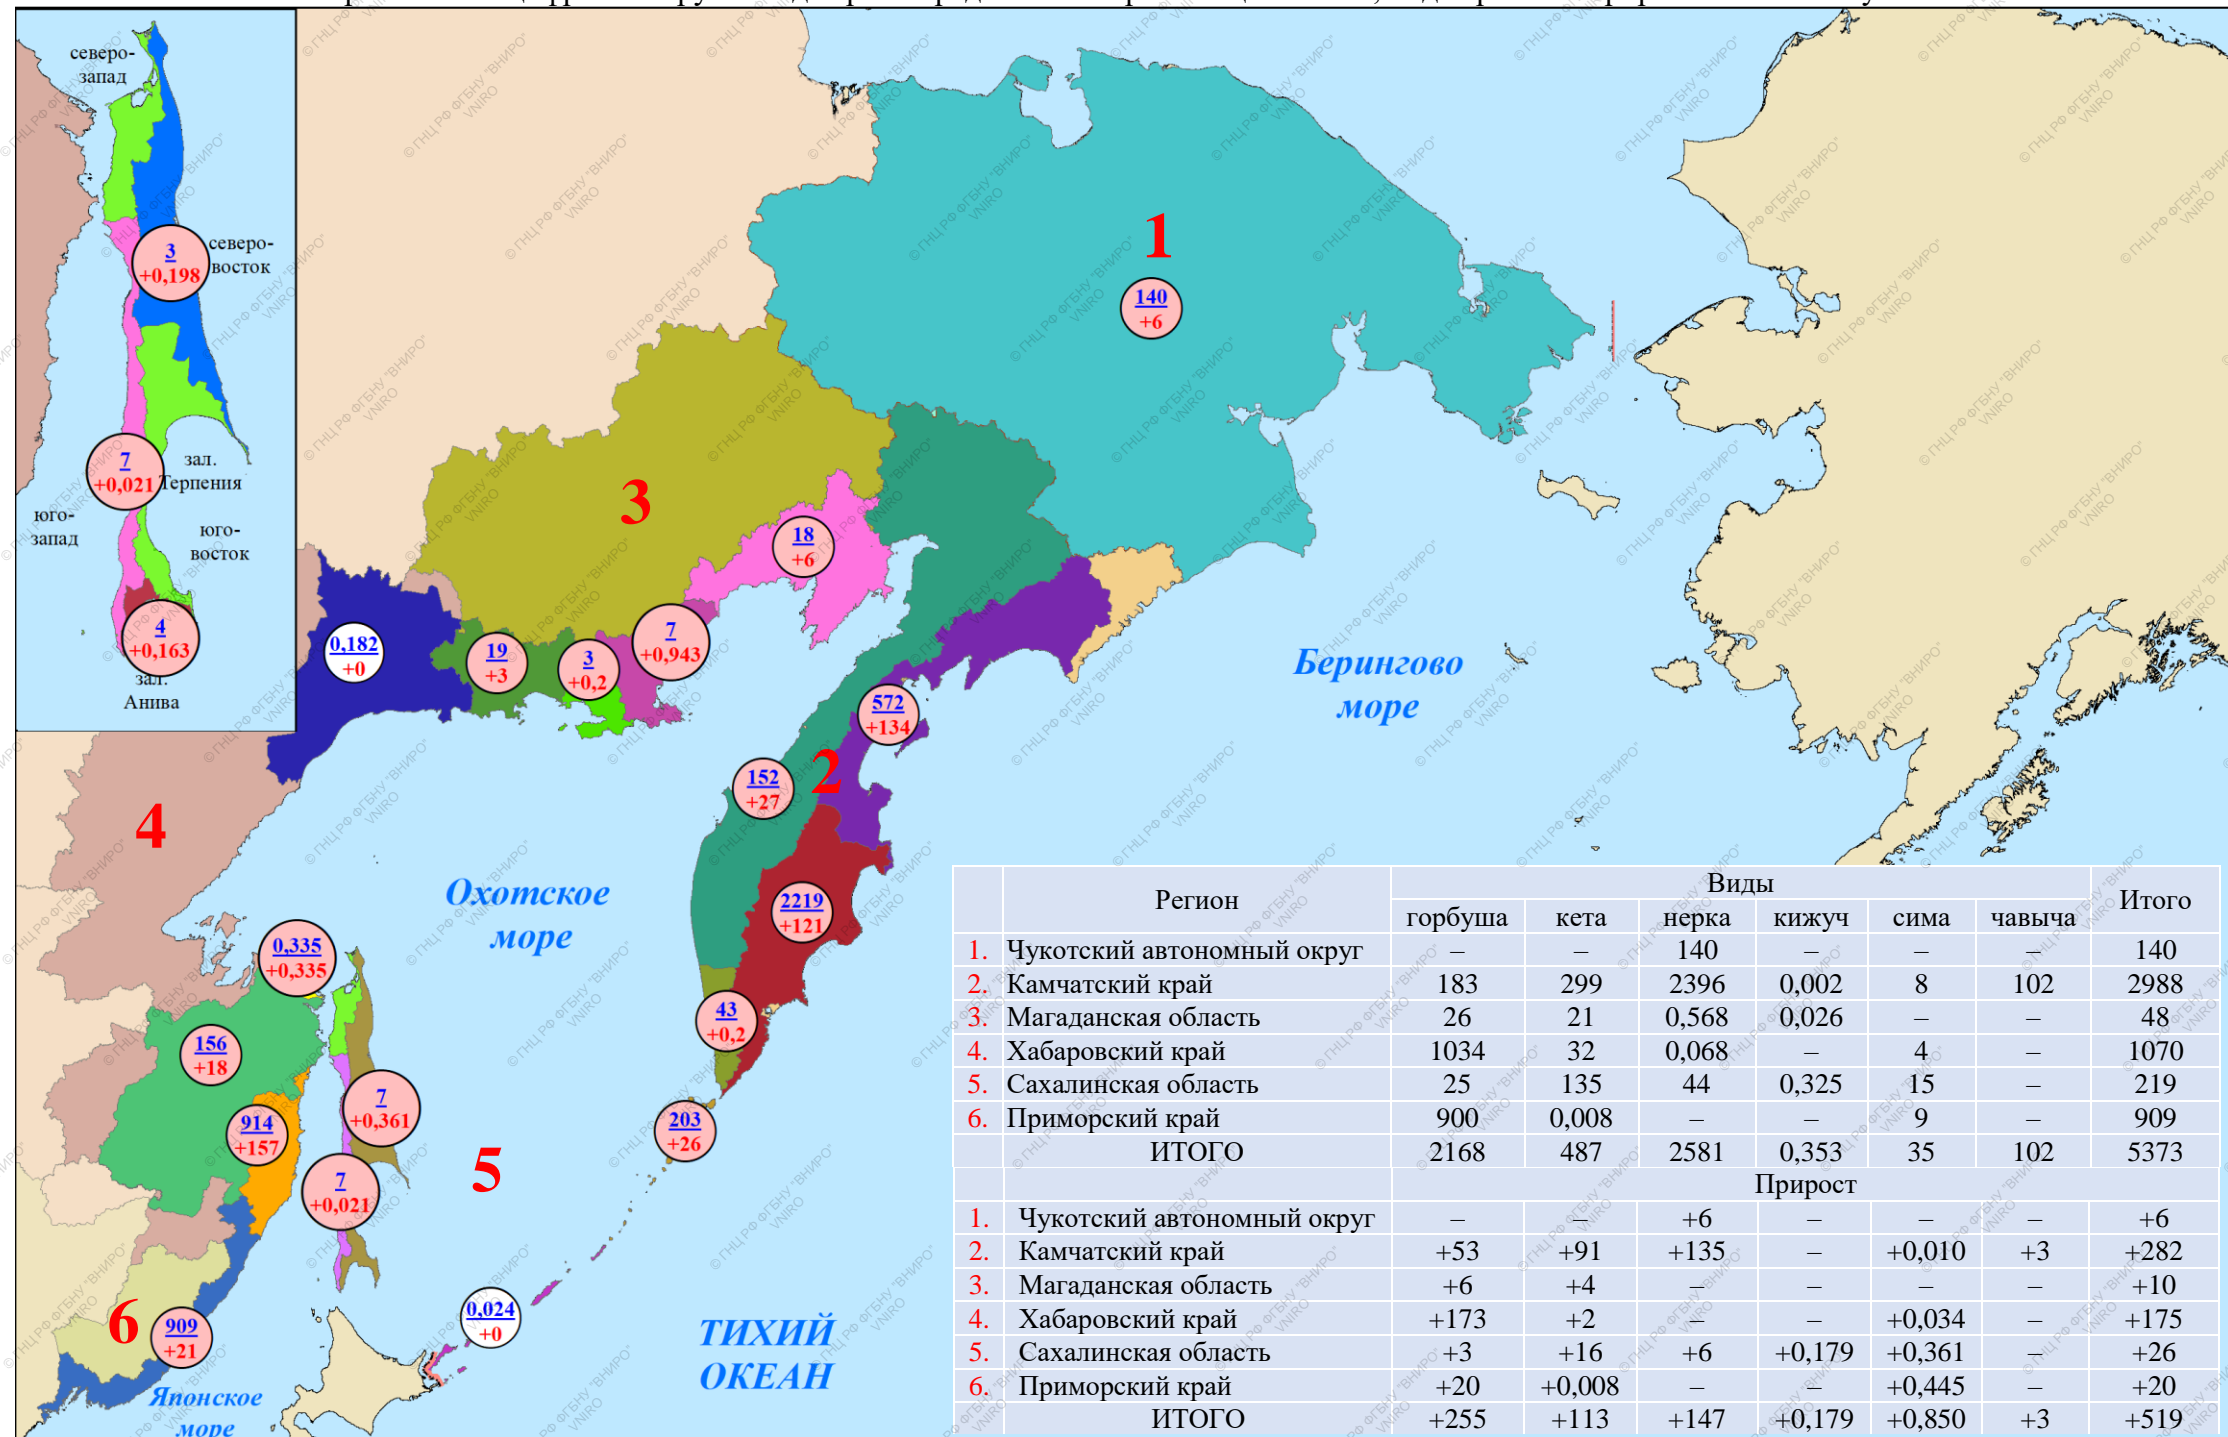 северо-
запад
3
+0,198
северо-
восток
7
+0,021
зал.
Терпения
юго-
запад
юго-
восток
4
+0,163
зал.
Анива
1
140
+6
3
18
+6
0,182
+0
19
+3
3
+0,2
7
+0,943
Берингово
море
572
+134
2
152
+27
4
Охотское
море
2219
+121
0,335
+0,335
43
+0,2
156
+18
7
+0,361
914
+157
203
+26
5
7
+0,021
0,024
+0
6
909
+21
ТИХИЙ
ОКЕАН
Японское
море
Регион Виды Итого
горбуша кета нерка кижуч сима чавыча
1. Чукотский автономный округ – – 140 – – – 140
2. Камчатский край 183 299 2396 0,002 8 102 2988
3. Магаданская область 26 21 0,568 0,026 – – 48
4. Хабаровский край 1034 32 0,068 – 4 – 1070
5. Сахалинская область 25 135 44 0,325 15 – 219
6. Приморский край 900 0,008 – – 9 – 909
ИТОГО 2168 487 2581 0,353 35 102 5373
Прирост
1. Чукотский автономный округ – – +6 – – – +6
2. Камчатский край +53 +91 +135 – +0,010 +3 +282
3. Магаданская область +6 +4 – – – – +10
4. Хабаровский край +173 +2 – – +0,034 – +175
5. Сахалинская область +3 +16 +6 +0,179 +0,361 – +26
6. Приморский край +20 +0,008 – – +0,445 – +20
ИТОГО +255 +113 +147 +0,179 +0,850 +3 +519
© ГНЦ РФ ФГБНУ "ВНИРО"
VNIRO